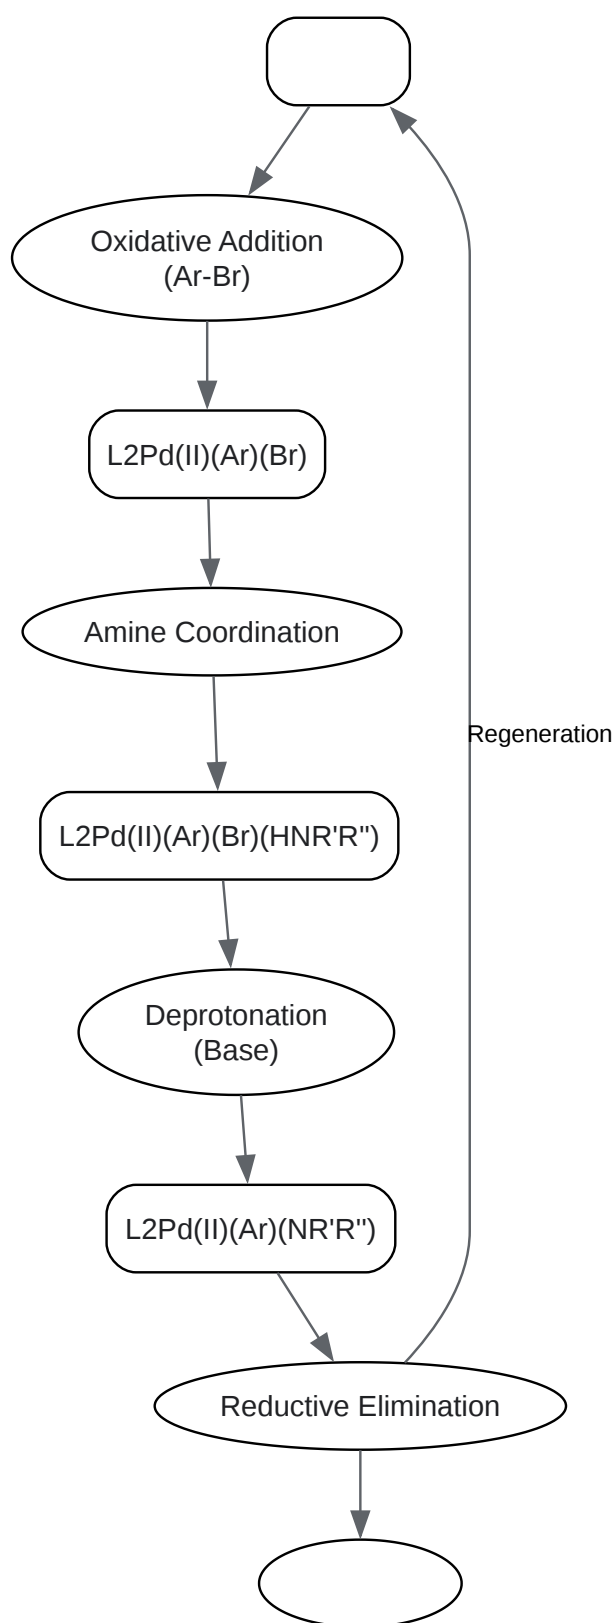 Oxidative Addition
(Ar-Br)
L2Pd(II)(Ar)(Br)
Amine Coordination
Regeneration
L2Pd(II)(Ar)(Br)(HNR'R'')
Deprotonation
(Base)
L2Pd(II)(Ar)(NR'R'')
Reductive Elimination